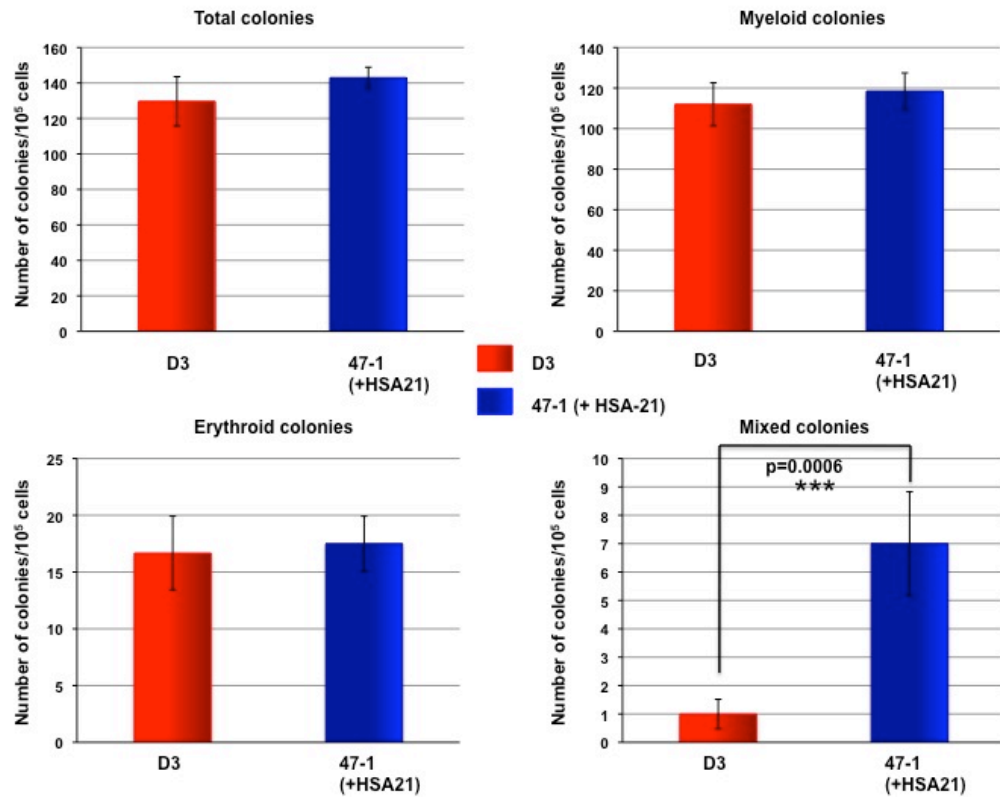 Total colonies
Number of colonies/10⁵ cells
160
140
120
100
80
60
40
20
0
D3
47-1
(+HSA21)
Myeloid colonies
Number of colonies/10⁵ cells
140
120
100
80
60
40
20
0
D3
47-1
(+HSA21)
D3
47-1 (+ HSA-21)
Erythroid colonies
Number of colonies/10⁵ cells
25
20
15
10
5
0
D3
47-1
(+HSA21)
Mixed colonies
Number of colonies/10⁵ cells
10
9
8
7
6
5
4
3
2
1
0
p=0.0006
***
D3
47-1
(+HSA21)